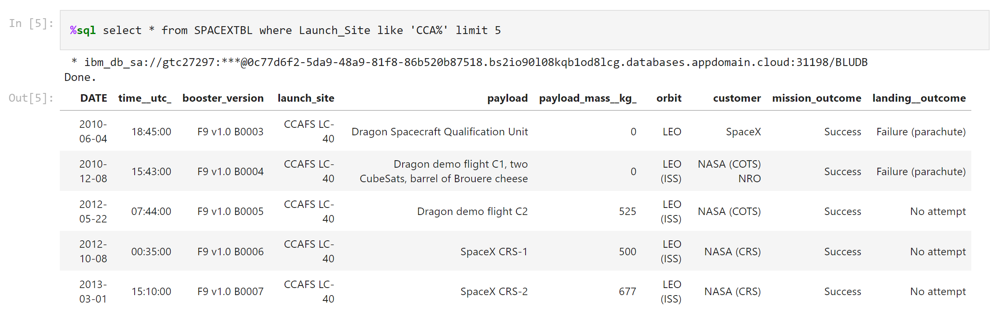 In [5]:
%sql select * from SPACEXTBL where Launch_Site like 'CCA%' limit 5
* ibm_db_sa://gtc27297:***@0c77d6f2-5da9-48a9-81f8-86b520b87518.bs2io90l08kqb1od8lcg.databases.appdomain.cloud:31198/BLUDB
Done.
Out[5]:
DATE time__utc_ booster_version launch_site payload payload_mass__kg_ orbit customer mission_outcome landing__outcome
2010-
06-04 18:45:00 F9 v1.0 B0003 CCAFS LC-
40 Dragon Spacecraft Qualification Unit 0 LEO SpaceX Success Failure (parachute)
2010-
12-08 15:43:00 F9 v1.0 B0004 CCAFS LC-
40 Dragon demo flight C1, two
CubeSats, barrel of Brouere cheese 0 LEO
(ISS) NASA (COTS)
NRO Success Failure (parachute)
2012-
05-22 07:44:00 F9 v1.0 B0005 CCAFS LC-
40 Dragon demo flight C2 525 LEO
(ISS) NASA (COTS) Success No attempt
2012-
10-08 00:35:00 F9 v1.0 B0006 CCAFS LC-
40 SpaceX CRS-1 500 LEO
(ISS) NASA (CRS) Success No attempt
2013-
03-01 15:10:00 F9 v1.0 B0007 CCAFS LC-
40 SpaceX CRS-2 677 LEO
(ISS) NASA (CRS) Success No attempt